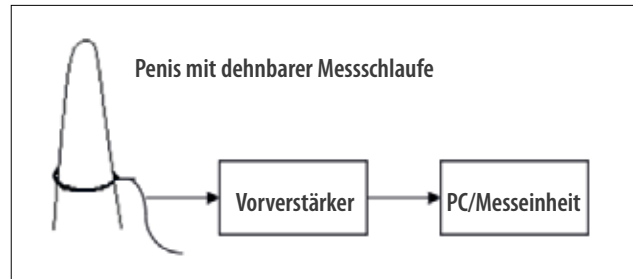 Penis mit dehnbarer Messschlaufe
Vorverstärker
PC/Messeinheit